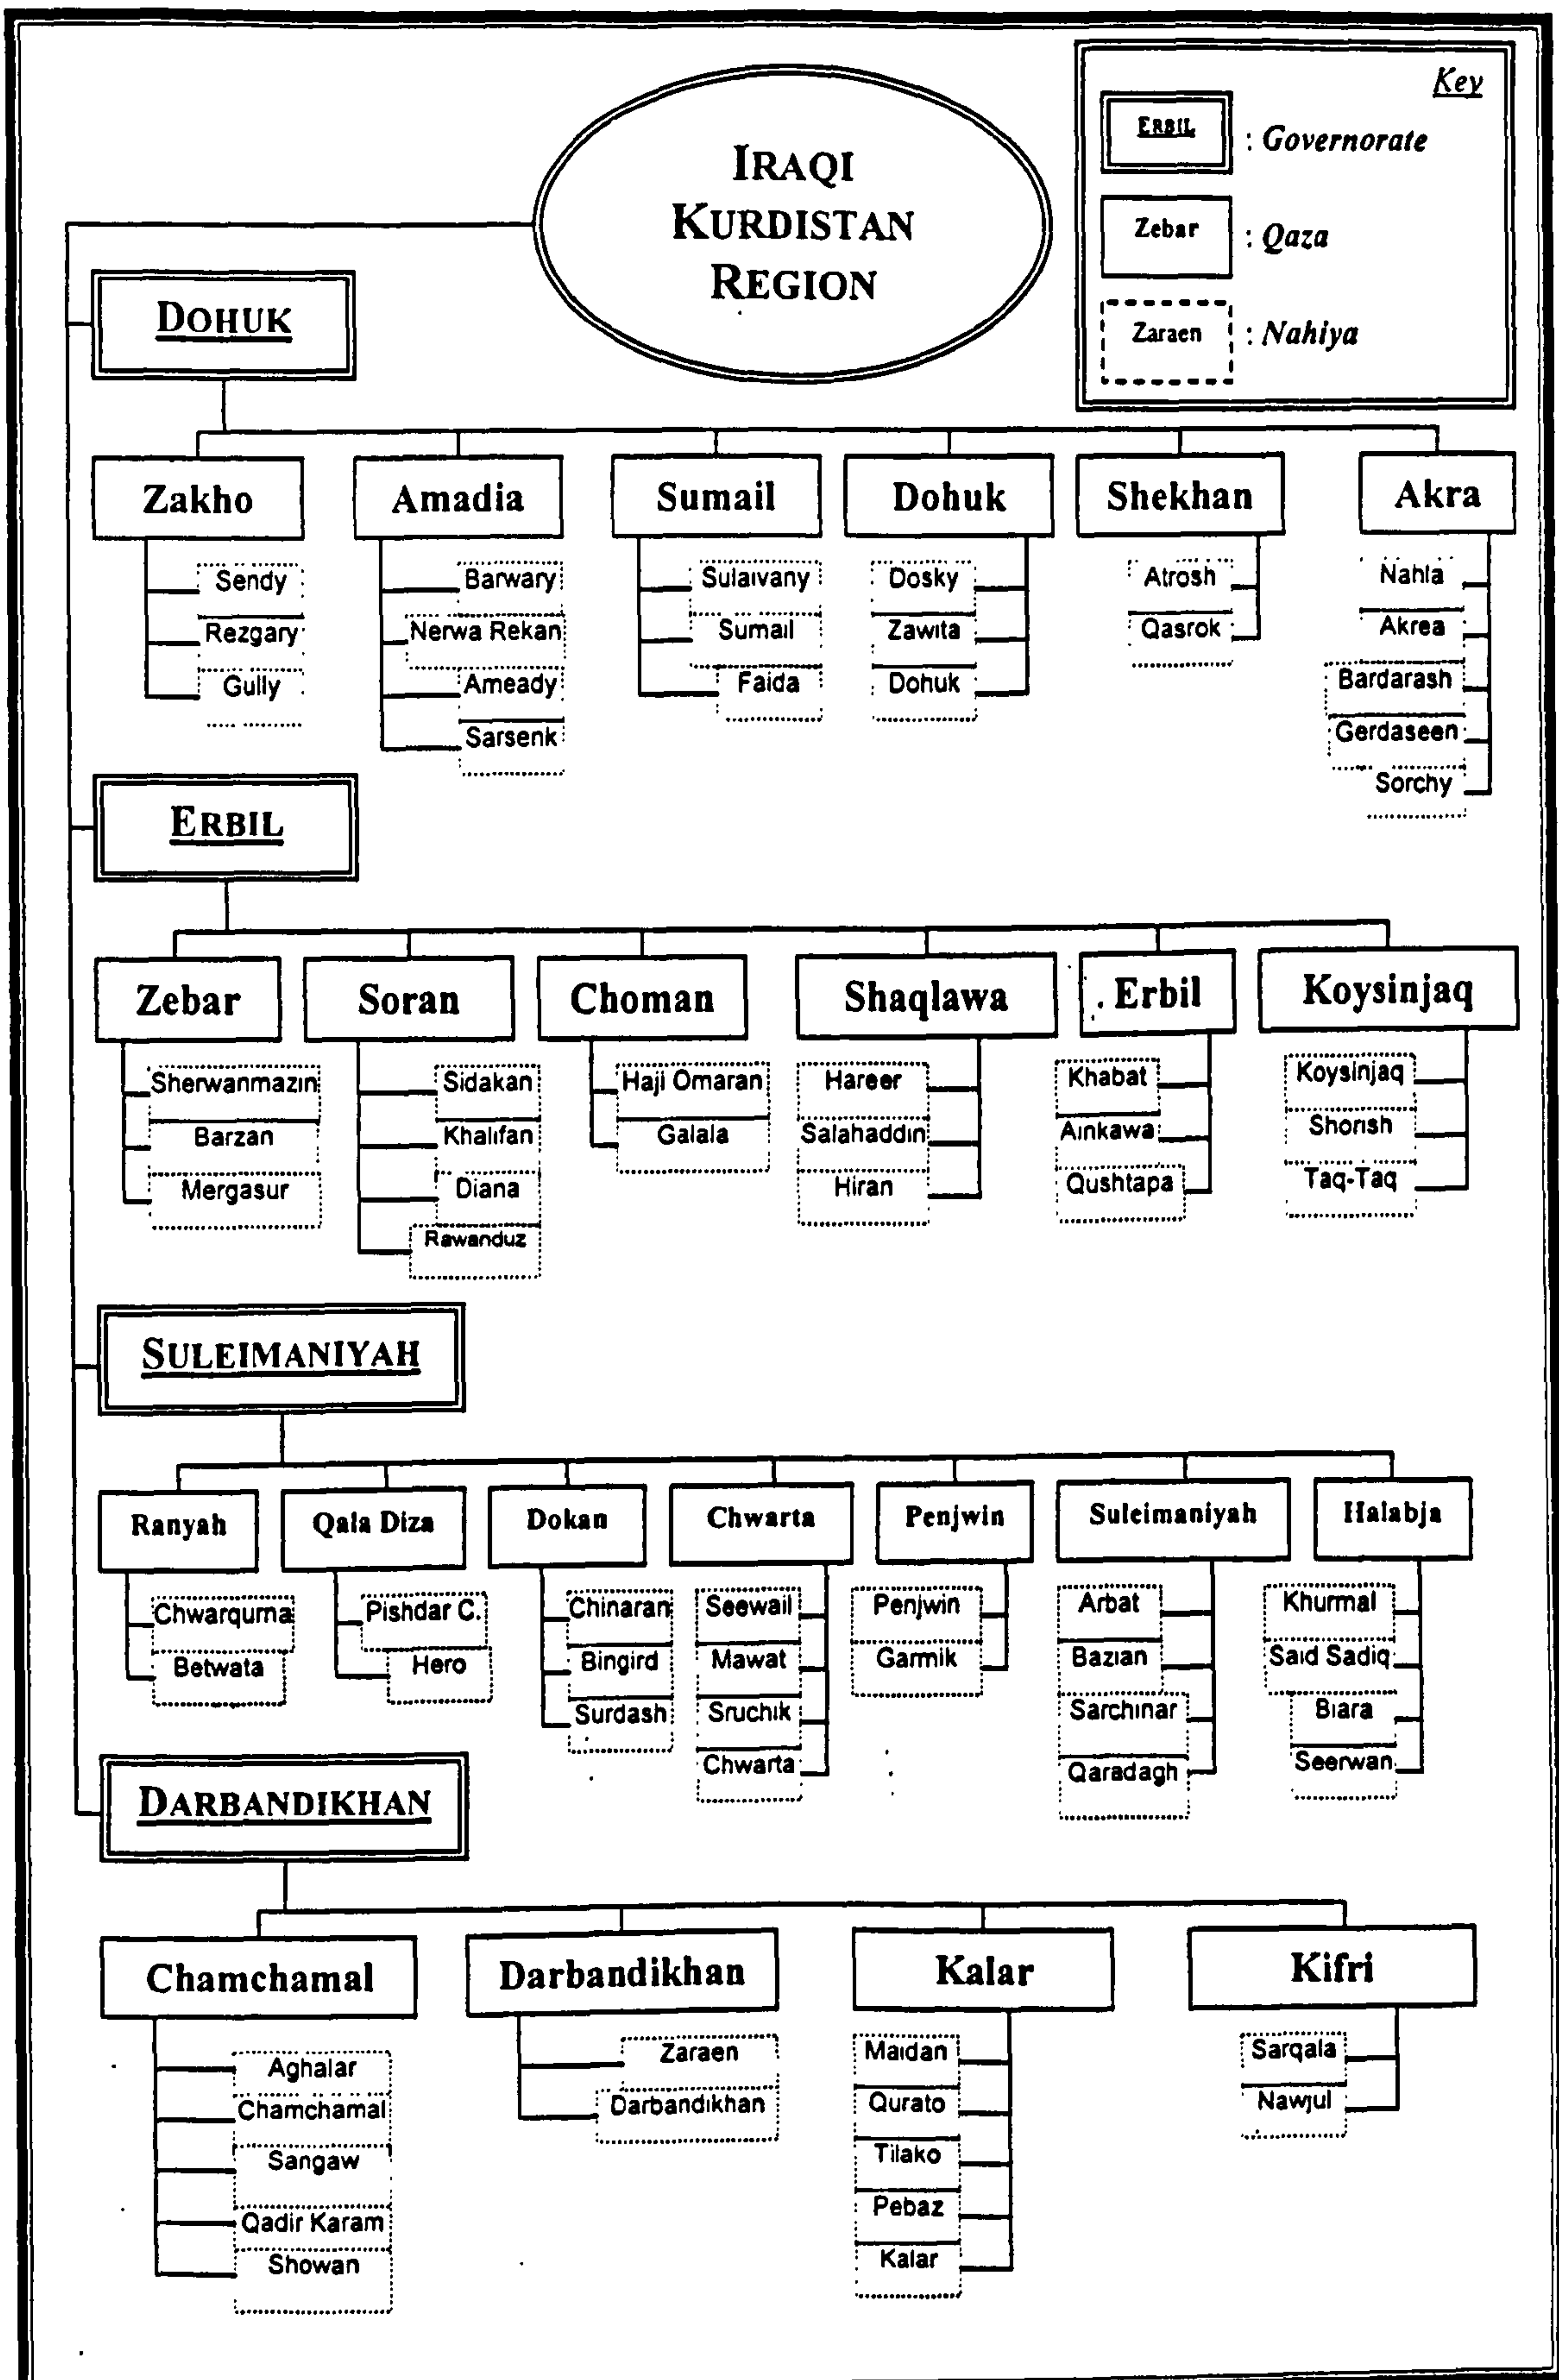 IRAQI
KURDISTAN
REGION
Key
ERBIL : Governorate
Zebar : Qaza
Zaraen : Nahiya
DOHUK
Zakho
Sendy
Rezgary
Gully
Amadia
Barwary
Nerwa Rekan
Ameady
Sarsenk
Sumail
Sulaivany
Sumail
Faida
Dohuk
Dosky
Zawita
Dohuk
Shekhan
Atrosh
Qasrok
Akra
Nahla
Akrea
Bardarash
Gerdaseen
Sorchy
ERBIL
Zebar
Sherwanmazin
Barzan
Mergasur
Soran
Sidakan
Khalifan
Diana
Rawanduz
Choman
Haji Omaran
Galala
Shaqlawa
Hareer
Salahaddin
Hiran
Erbil
Khabat
Ainkawa
Qushtapa
Koysinjaq
Koysinjaq
Shorish
Taq-Taq
SULEIMANIYAH
Ranyah
Chwarqurna
Betwata
Qala Diza
Pishdar C.
Hero
Dokan
Chinaran
Bingird
Surdash
Chwarta
Seewail
Mawat
Sruchik
Chwarta
Penjwin
Penjwin
Garmik
Suleimaniyah
Arbat
Bazian
Sarchinar
Qaradagh
Halabja
Khurmal
Said Sadiq
Biara
Seerwan
DARBANDIKHAN
Chamchamal
Aghalar
Chamchamal
Sangaw
Qadir Karam
Showan
Darbandikhan
Zaraen
Darbandikhan
Kalar
Maidan
Qurato
Tilako
Pebaz
Kalar
Kifri
Sarqala
Nawjul